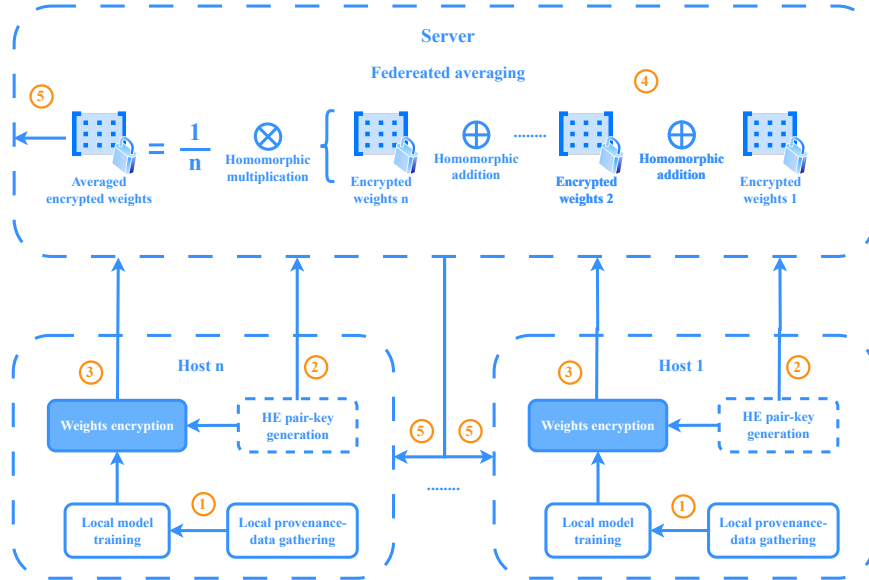 Server
Federeated averaging
4
5
=
1
n
Homomorphic
multiplication
Homomorphic
addition
........
Homomorphic
addition
Averaged
encrypted weights
Encrypted
weights n
Encrypted
weights 2
Encrypted
weights 1
Host n
3
2
Weights encryption
HE pair-key
generation
1
Local model
training
Local provenance-
data gathering
5
5
........
Host 1
3
2
Weights encryption
HE pair-key
generation
1
Local model
training
Local provenance-
data gathering